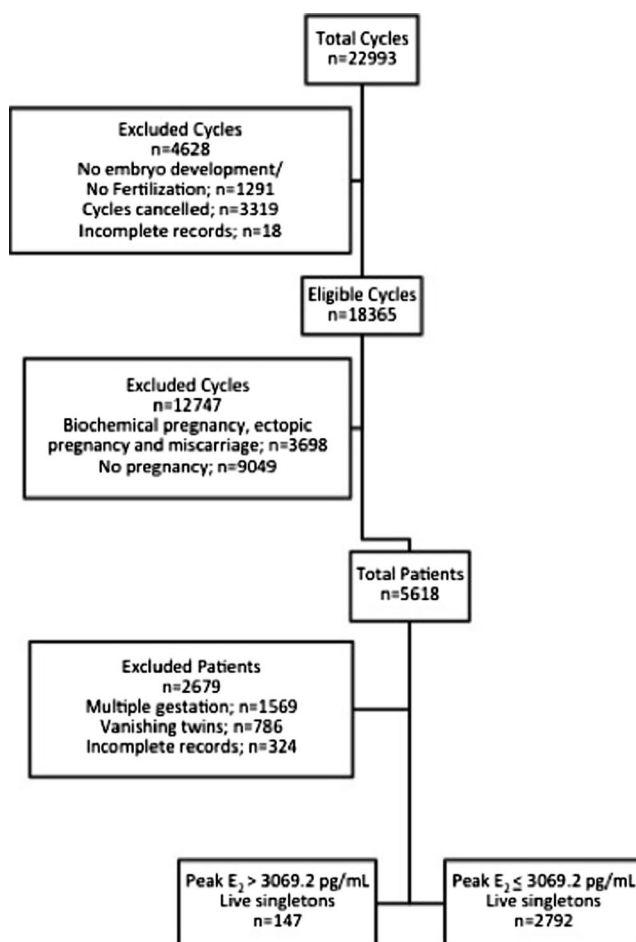 Total Cycles
n=22993
Excluded Cycles
n=4628
No embryo development/
No Fertilization; n=1291
Cycles cancelled; n=3319
Incomplete records; n=18
Eligible Cycles
n=18365
Excluded Cycles
n=12747
Biochemical pregnancy, ectopic
pregnancy and miscarriage; n=3698
No pregnancy; n=9049
Total Patients
n=5618
Excluded Patients
n=2679
Multiple gestation; n=1569
Vanishing twins; n=786
Incomplete records; n=324
Peak E₂ > 3069.2 pg/mL
Live singletons
n=147
Peak E₂ ≤ 3069.2 pg/mL
Live singletons
n=2792